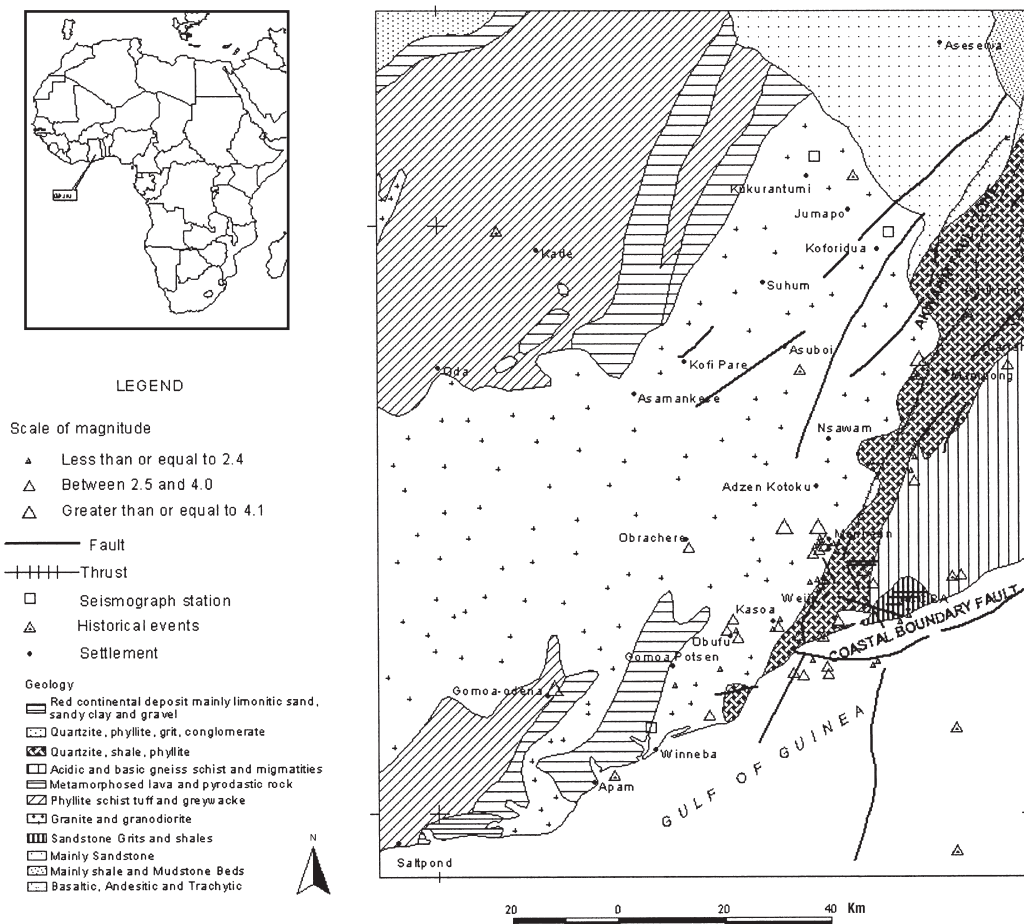 LEGEND
Scale of magnitude
Less than or equal to 2.4
Between 2.5 and 4.0
Greater than or equal to 4.1
Fault
Thrust
Seismograph station
Historical events
Settlement
Geology
Red continental deposit mainly limonitic sand,
sandy clay and gravel
Quartzite, phyllite, grit, conglomerate
Quartzite, shale, phyllite
Acidic and basic gneiss schist and migmatities
Metamorphosed lava and pyrodastic rock
Phyllite schist tuff and greywacke
Granite and granodiorite
Sandstone Grits and shales
Mainly Sandstone
Mainly shale and Mudstone Beds
Basaltic, Andesitic and Trachytic
N
Asesewa
Kukurantumi
Jumapo
Koforidua
Kade
Suhum
Asuboi
Kofi Pare
Oda
Asamankese
Nsawam
Adzen Kotoku
Obrachere
Kasoa
Obufu
Gomoa Potsen
COASTAL BOUNDARY FAULT
Gomoa-odena
Winneba
GULF OF GUINEA
Apam
Saltpond
20 0 20 40 Km